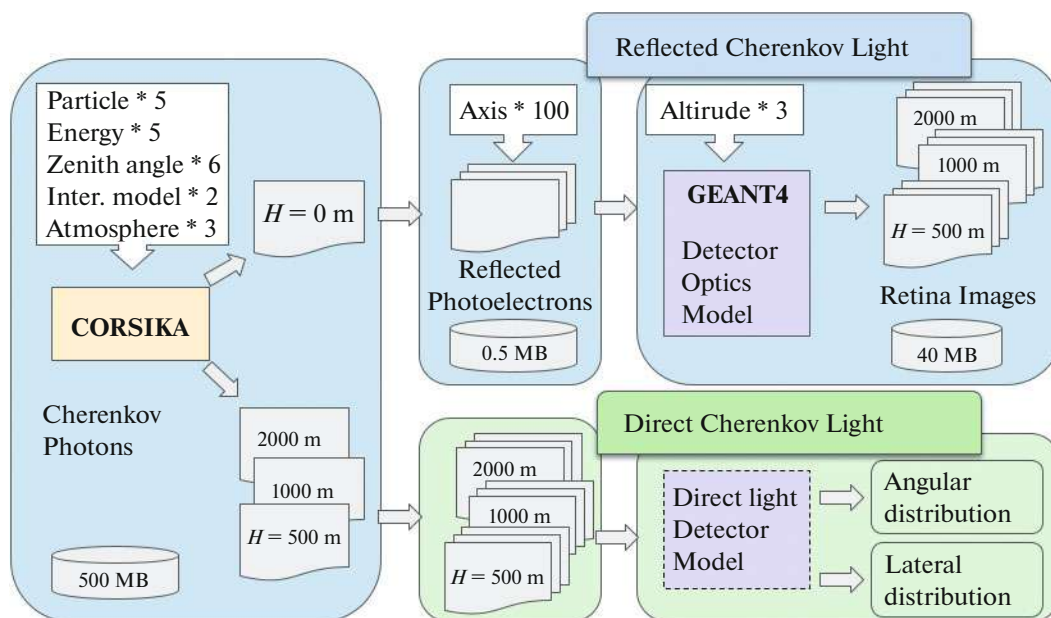 Reflected Cherenkov Light
Particle * 5
Energy * 5
Zenith angle *6
Inter. model * 2
Atmosphere * 3
H = 0 m
CORSIKA
Cherenkov
Photons
2000 m
1000 m
H = 500 m
500 MB
Axis * 100
Reflected
Photoelectrons
0.5 MB
Altirude * 3
GEANT4
Detector
Optics
Model
2000 m
1000 m
H = 500 m
Retina Images
40 MB
Direct Cherenkov Light
2000 m
1000 m
H = 500 m
Direct light
Detector
Model
Angular
distribution
Lateral
distribution